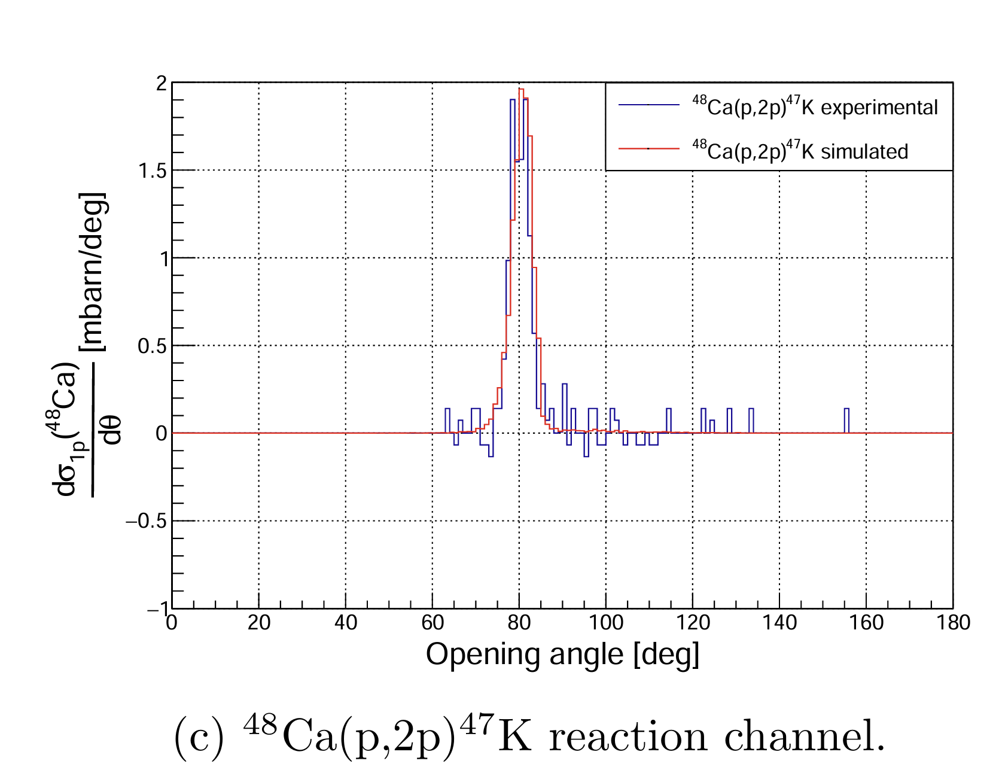 2
1.5
1
0.5
0
−0.5
−1
0 20 40 60 80 100 120 140 160 180
⁴⁸Ca(p,2p)⁴⁷K experimental
⁴⁸Ca(p,2p)⁴⁷K simulated
dσ₁ₚ(⁴⁸Ca)
dθ
[mbarn/deg]
Opening angle [deg]
(c) ⁴⁸Ca(p,2p)⁴⁷K reaction channel.